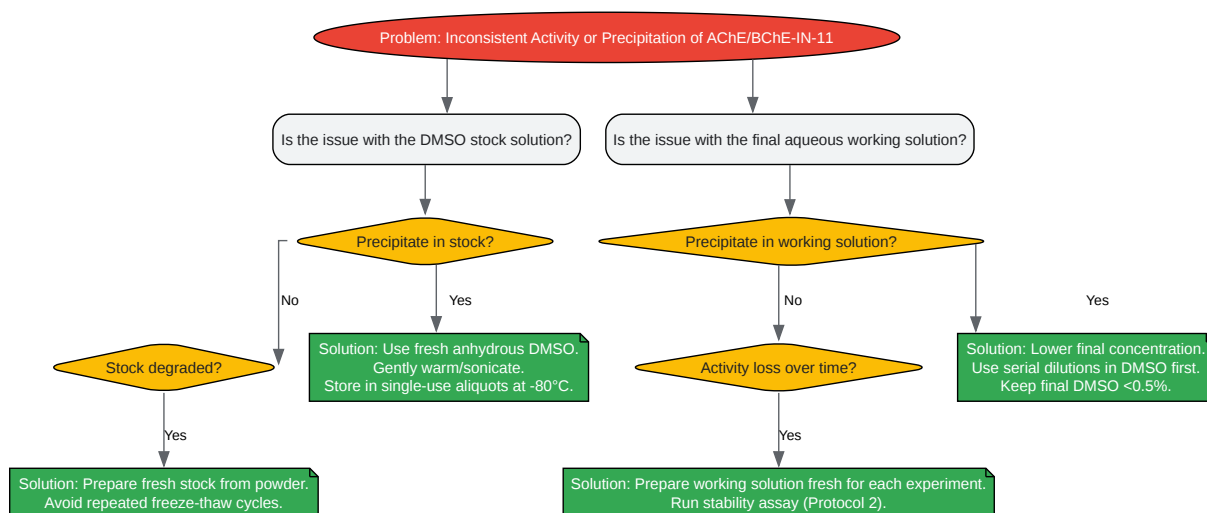 Problem: Inconsistent Activity or Precipitation of AChE/BChE-IN-11
Is the issue with the DMSO stock solution?
Is the issue with the final aqueous working solution?
Precipitate in stock?
Precipitate in working solution?
No
Yes
No
Yes
Stock degraded?
Solution: Use fresh anhydrous DMSO.
Gently warm/sonicate.
Store in single-use aliquots at -80°C.
Activity loss over time?
Solution: Lower final concentration.
Use serial dilutions in DMSO first.
Keep final DMSO <0.5%.
Yes
Yes
Solution: Prepare fresh stock from powder.
Avoid repeated freeze-thaw cycles.
Solution: Prepare working solution fresh for each experiment.
Run stability assay (Protocol 2).